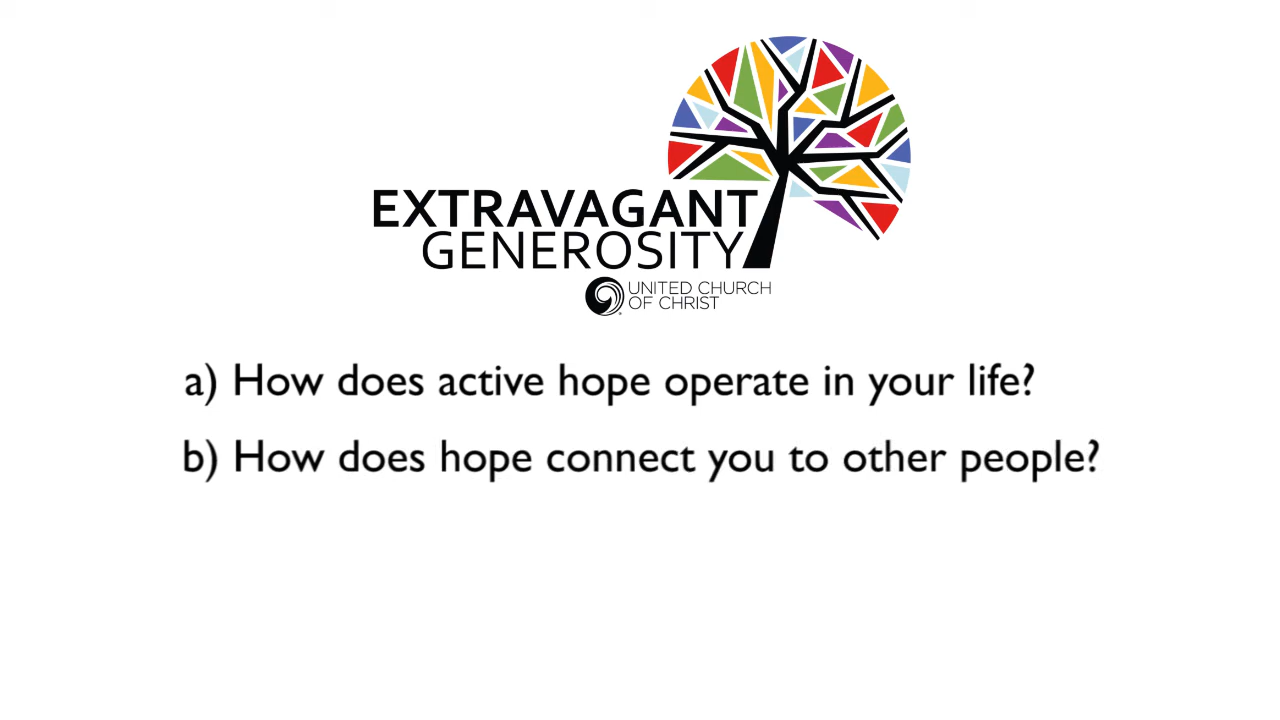 EXTRAVAGANT
GENEROSITY
UNITED CHURCH
OF CHRIST
a) How does active hope operate in your life?
b) How does hope connect you to other people?